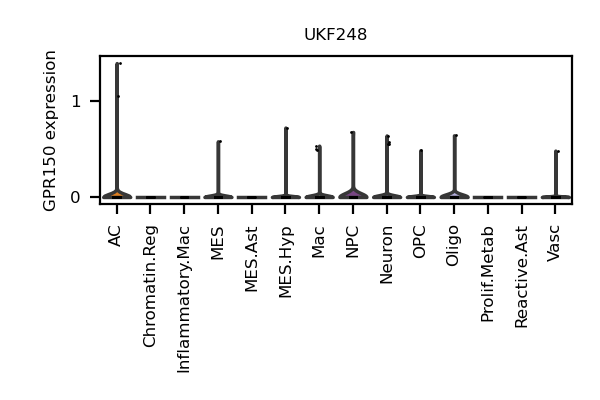 UKF248
GPR150 expression
1
0
AC
Chromatin.Reg
Inflammatory.Mac
MES
MES.Ast
MES.Hyp
Mac
NPC
Neuron
OPC
Oligo
Prolif.Metab
Reactive.Ast
Vasc